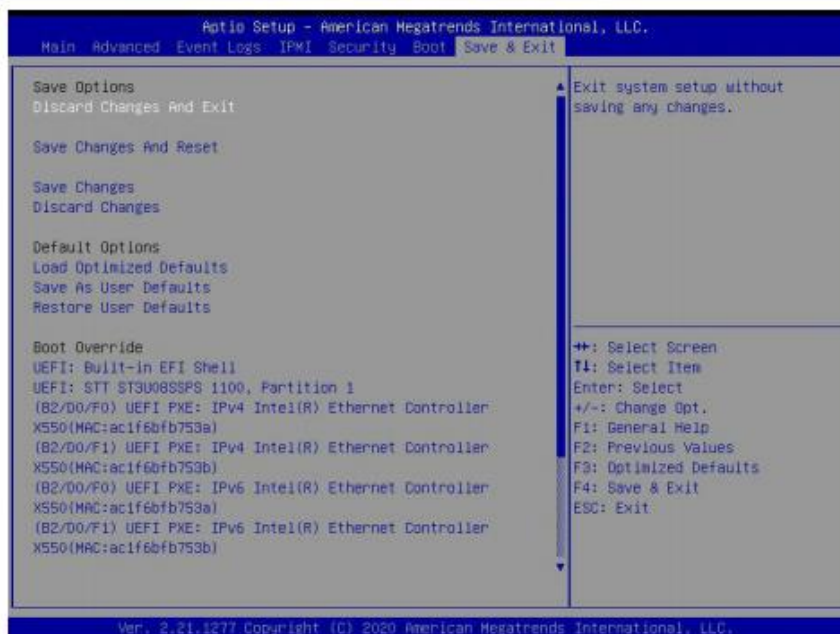 Aptio Setup - American Megatrends International, LLC.
Main Advanced Event Logs IPMI Security Boot Save & Exit
Save Options
Discard Changes And Exit
Save Changes And Reset
Save Changes
Discard Changes
Default Options
Load Optimized Defaults
Save As User Defaults
Restore User Defaults
Boot Override
UEFI: Built-in EFI Shell
UEFI: STT ST3U08SSPS 1100, Partition 1
(B2/D0/F0) UEFI PXE: IPv4 Intel(R) Ethernet Controller
X550(MAC:ac1f6bfb753a)
(B2/D0/F1) UEFI PXE: IPv4 Intel(R) Ethernet Controller
X550(MAC:ac1f6bfb753b)
(B2/D0/F0) UEFI PXE: IPv6 Intel(R) Ethernet Controller
X550(MAC:ac1f6bfb753a)
(B2/D0/F1) UEFI PXE: IPv6 Intel(R) Ethernet Controller
X550(MAC:ac1f6bfb753b)
Exit system setup without
saving any changes.
→←: Select Screen
↑↓: Select Item
Enter: Select
+/-: Change Opt.
F1: General Help
F2: Previous Values
F3: Optimized Defaults
F4: Save & Exit
ESC: Exit
Ver. 2.21.1277 Copyright (C) 2020 American Megatrends International, LLC.